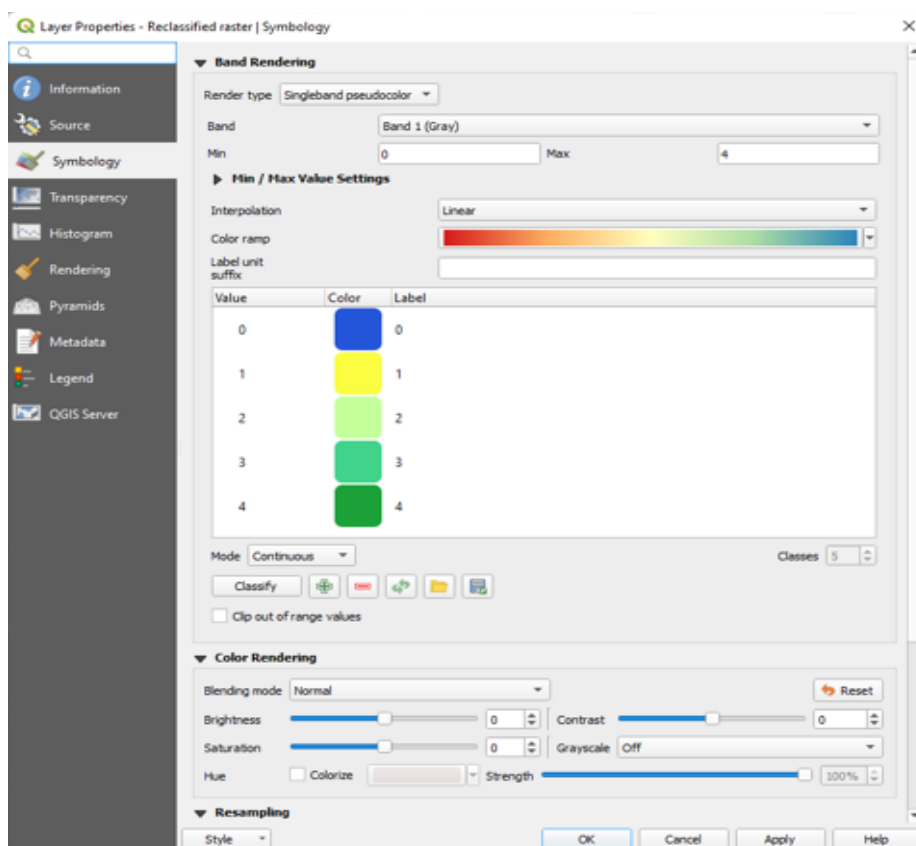 Layer Properties - Reclassified raster | Symbology
Information
Source
Symbology
Transparency
Histogram
Rendering
Pyramids
Metadata
Legend
QGIS Server
Band Rendering
Render type Singleband pseudocolor
Band Band 1 (Gray)
Min 0 Max 4
Min / Max Value Settings
Interpolation Linear
Color ramp
Label unit
suffix
Value Color Label
0 0
1 1
2 2
3 3
4 4
Mode Continuous Classes 5
Classify
Clip out of range values
Color Rendering
Blending mode Normal Reset
Brightness 0 Contrast 0
Saturation 0 Grayscale Off
Hue Colorize Strength 100%
Resampling
Style OK Cancel Apply Help